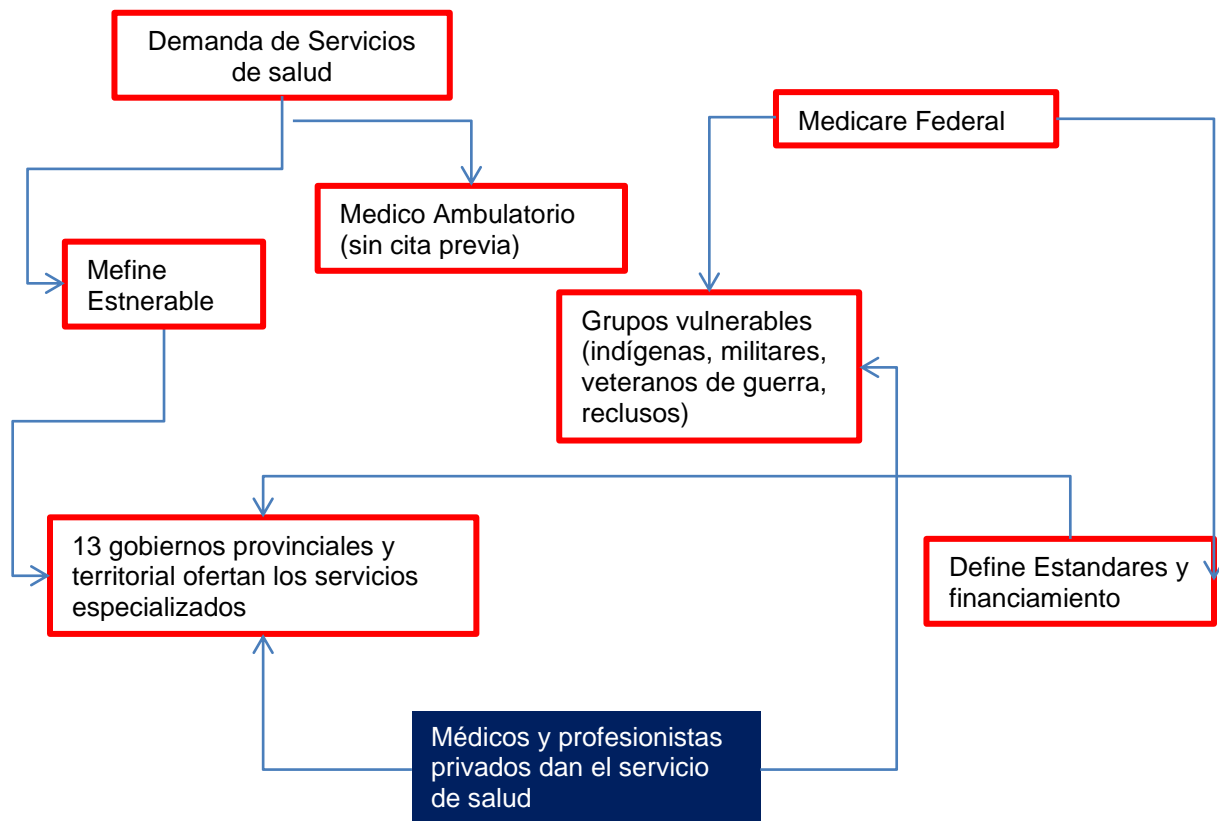 Demanda de Servicios
de salud
Medicare Federal
Medico Ambulatorio
(sin cita previa)
Mefine
Estnerable
Grupos vulnerables
(indígenas, militares,
veteranos de guerra,
reclusos)
13 gobiernos provinciales y
territorial ofertan los servicios
especializados
Define Estandares y
financiamiento
Médicos y profesionistas
privados dan el servicio
de salud